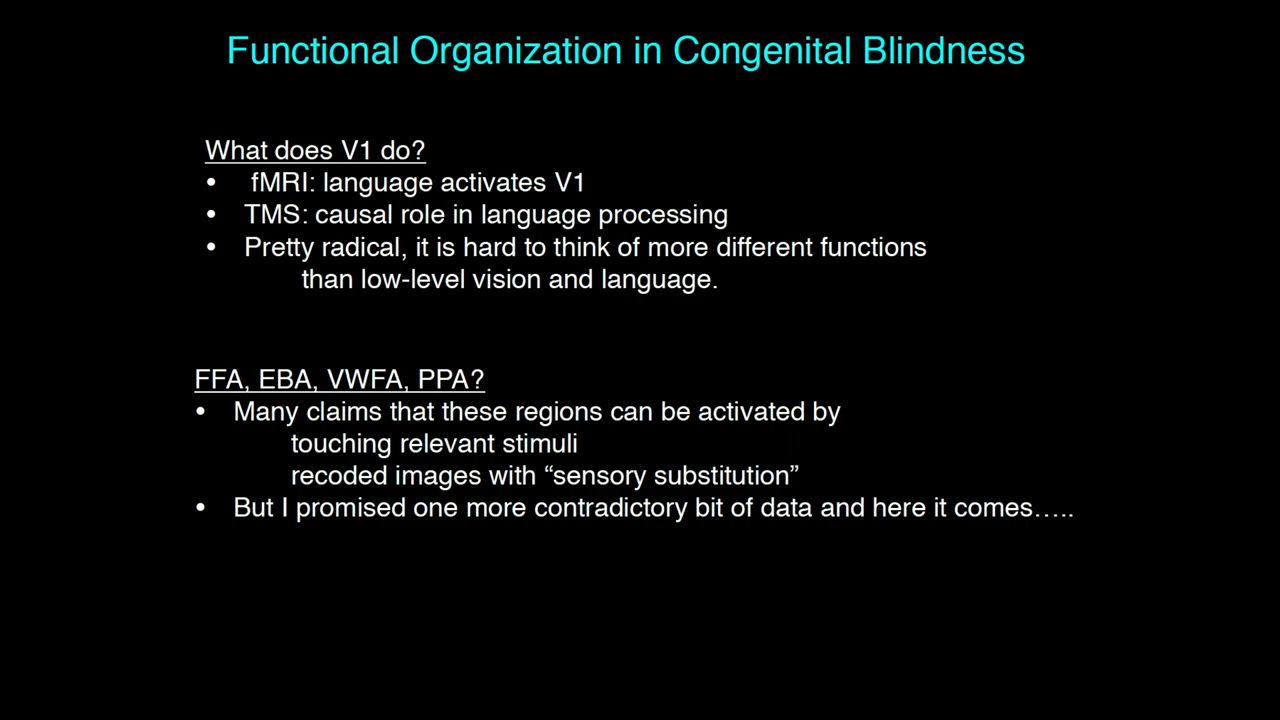 Functional Organization in Congenital Blindness
What does V1 do?
• fMRI: language activates V1
• TMS: causal role in language processing
• Pretty radical, it is hard to think of more different functions
than low-level vision and language.
FFA, EBA, VWFA, PPA?
• Many claims that these regions can be activated by
touching relevant stimuli
recoded images with “sensory substitution”
• But I promised one more contradictory bit of data and here it comes…..